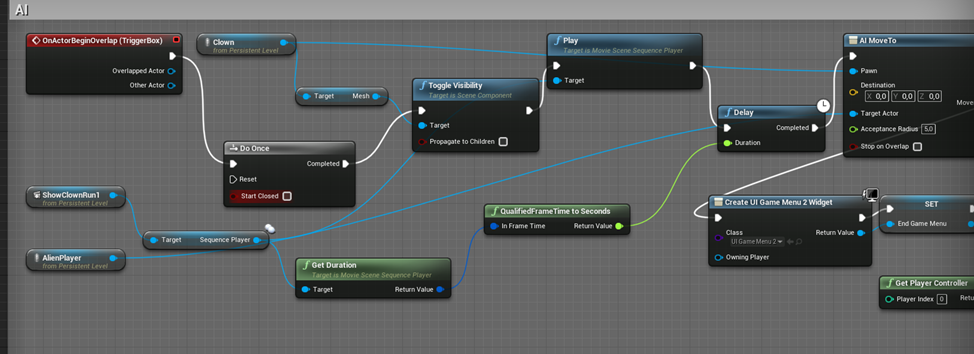 AI
OnActorBeginOverlap (TriggerBox)
Overlapped Actor
Other Actor
Clown
from Persistent Level
Target Mesh
Do Once
Completed
Reset
Start Closed
Toggle Visibility
Target is Scene Component
Target
Propagate to Children
Play
Target is Movie Scene Sequence Player
Target
Delay
Completed
Duration
AI MoveTo
Pawn
Destination
X 0,0 Y 0,0 Z 0,0
Move
Target Actor
Acceptance Radius 5,0
Stop on Overlap
ShowClownRun1
from Persistent Level
Target Sequence Player
AlienPlayer
from Persistent Level
Get Duration
Target is Movie Scene Sequence Player
Target Return Value
QualifiedFrameTime to Seconds
In Frame Time Return Value
Create UI Game Menu 2 Widget
Class
UI Game Menu 2
Return Value
Owning Player
SET
End Game Menu
Get Player Controller
Player Index 0 Retu